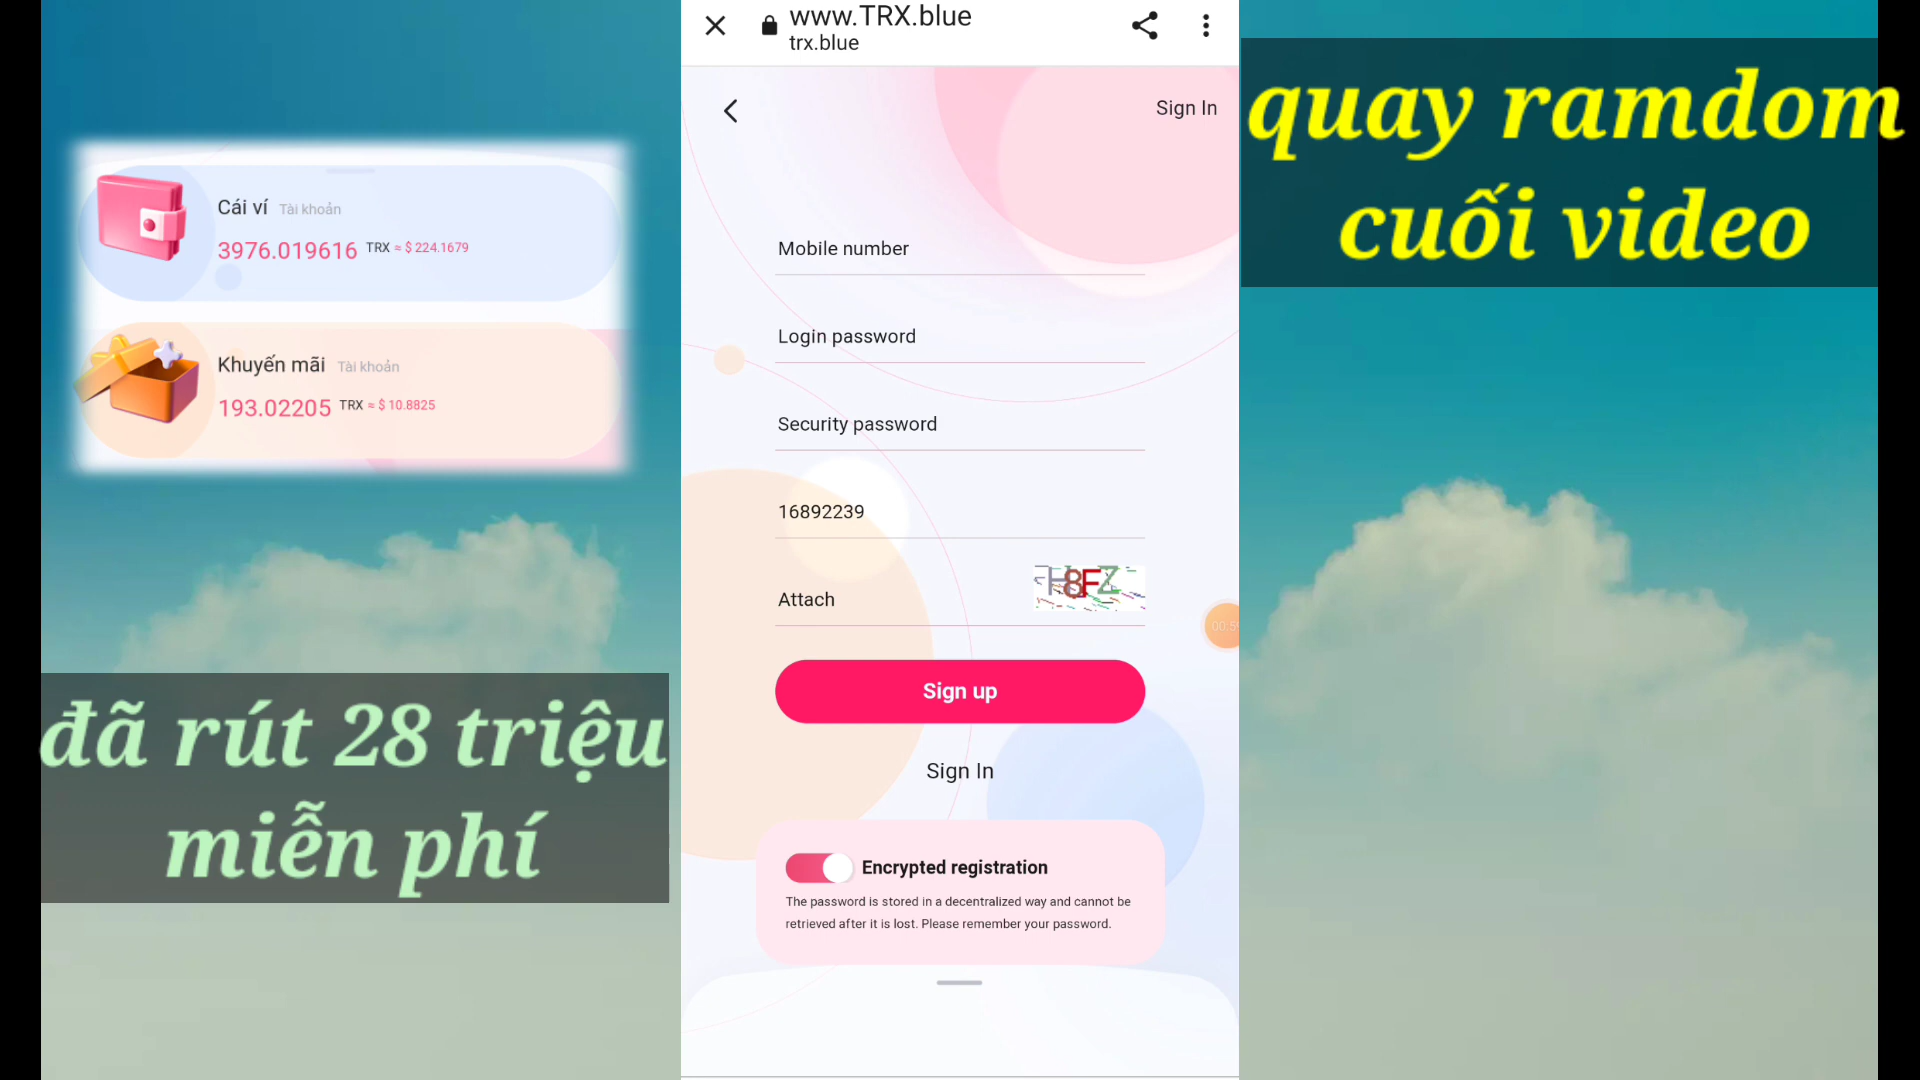 www.TRX.blue
trx.blue
Sign In
Mobile number
Login password
Security password
16892239
Attach
H8FZ
Sign up
Sign In
Encrypted registration
The password is stored in a decentralized way and cannot be
retrieved after it is lost. Please remember your password.
Cái ví Tài khoản
3976.019616 TRX ≈ $ 224.1679
Khuyến mãi Tài khoản
193.02205 TRX ≈ $ 10.8825
đã rút 28 triệu
miễn phí
quay ramdom
cuối video